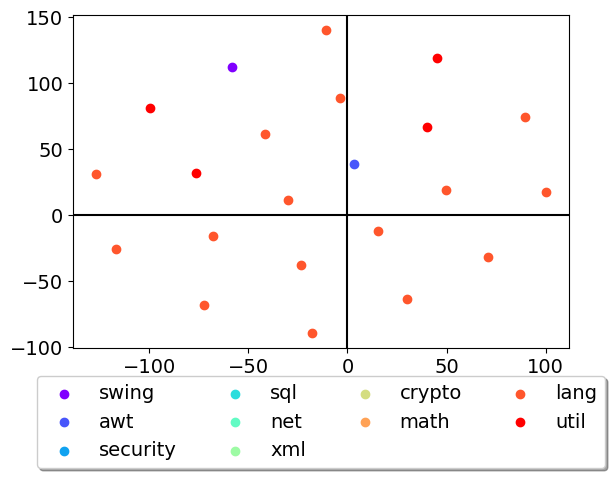 150
100
50
0
−50
−100
−100 −50 0 50 100
swing sql crypto lang
awt net math util
security xml